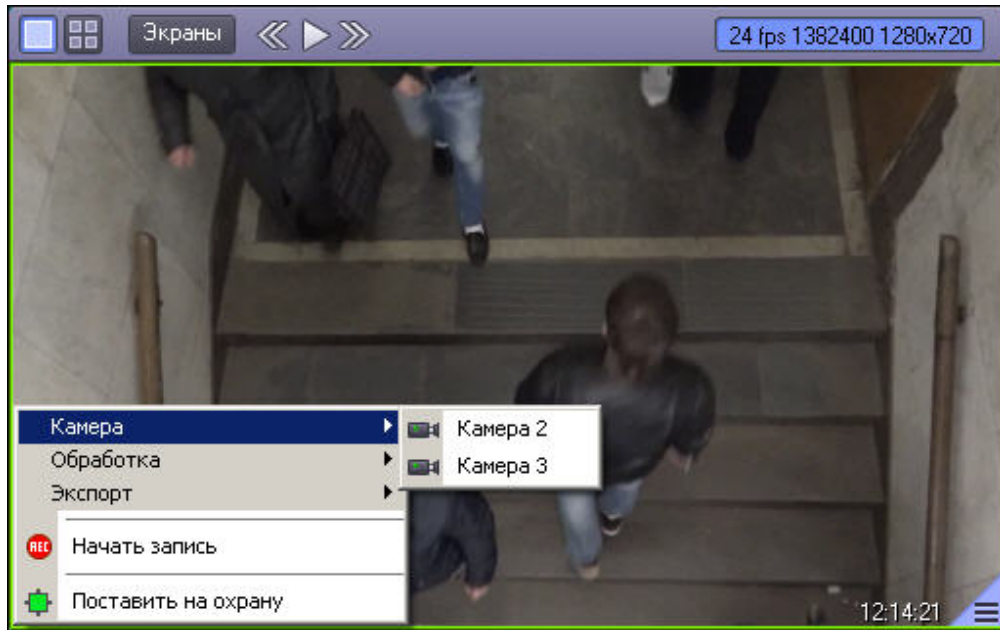 Экраны
24 fps 1382400 1280x720
Камера
Камера 2
Обработка
Камера 3
Экспорт
REC
Начать запись
Поставить на охрану
12:14:21